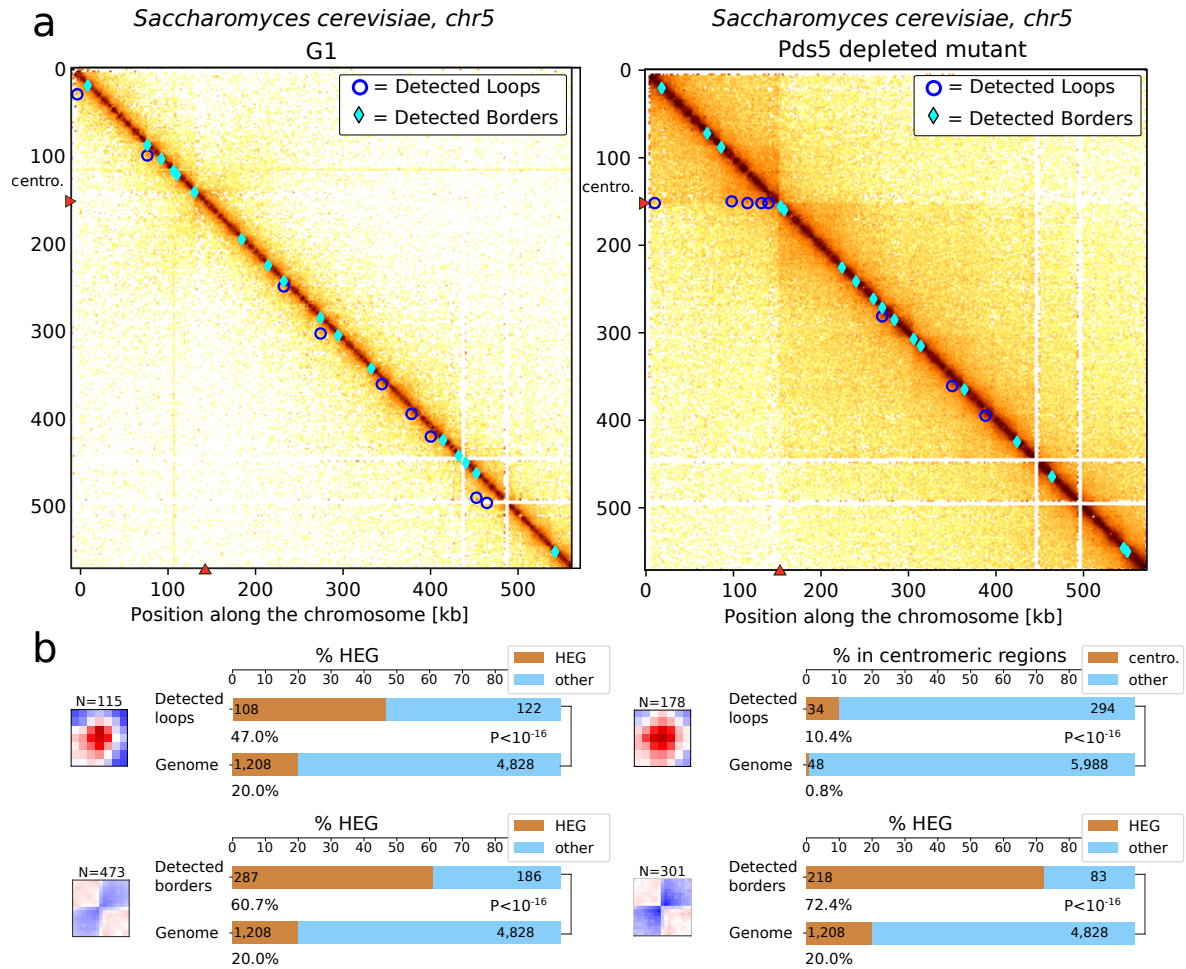 a
Saccharomyces cerevisiae, chr5
G1
= Detected Loops
= Detected Borders
0
100
centro.
200
300
400
500
0 100 200 300 400 500
Position along the chromosome [kb]
Saccharomyces cerevisiae, chr5
Pds5 depleted mutant
= Detected Loops
= Detected Borders
0
100
centro.
200
300
400
500
0 100 200 300 400 500
Position along the chromosome [kb]
b
% HEG
HEG
other
0 10 20 30 40 50 60 70 80
N=115
Detected loops
108 122
47.0% P<10-16
Genome
1,208 4,828
20.0%
% in centromeric regions
centro.
other
0 10 20 30 40 50 60 70 80
N=178
Detected loops
34 294
10.4% P<10-16
Genome
48 5,988
0.8%
% HEG
HEG
other
0 10 20 30 40 50 60 70 80
N=473
Detected borders
287 186
60.7% P<10-16
Genome
1,208 4,828
20.0%
% HEG
HEG
other
0 10 20 30 40 50 60 70 80
N=301
Detected borders
218 83
72.4% P<10-16
Genome
1,208 4,828
20.0%